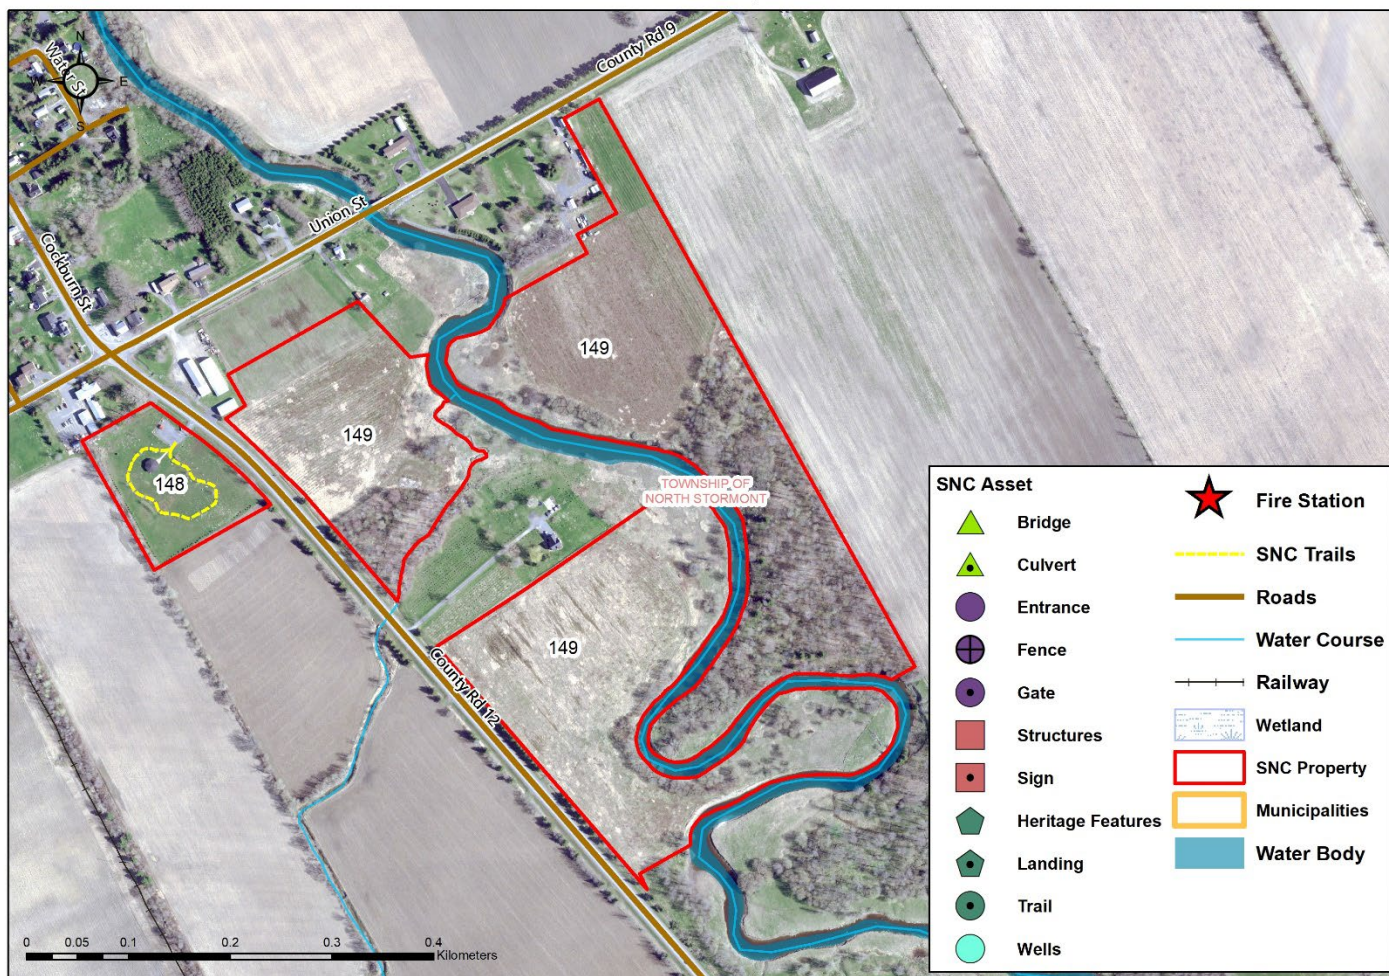 N
W
E
S
Water St
County Rd 9
Union St
Cockburn St
149
149
148
TOWNSHIP OF
NORTH STORMONT
149
County Rd 12
0
0.05
0.1
0.2
0.3
0.4
Kilometers
SNC Asset
Bridge
Culvert
Entrance
Fence
Gate
Structures
Sign
Heritage Features
Landing
Trail
Wells
Fire Station
SNC Trails
Roads
Water Course
Railway
Wetland
SNC Property
Municipalities
Water Body